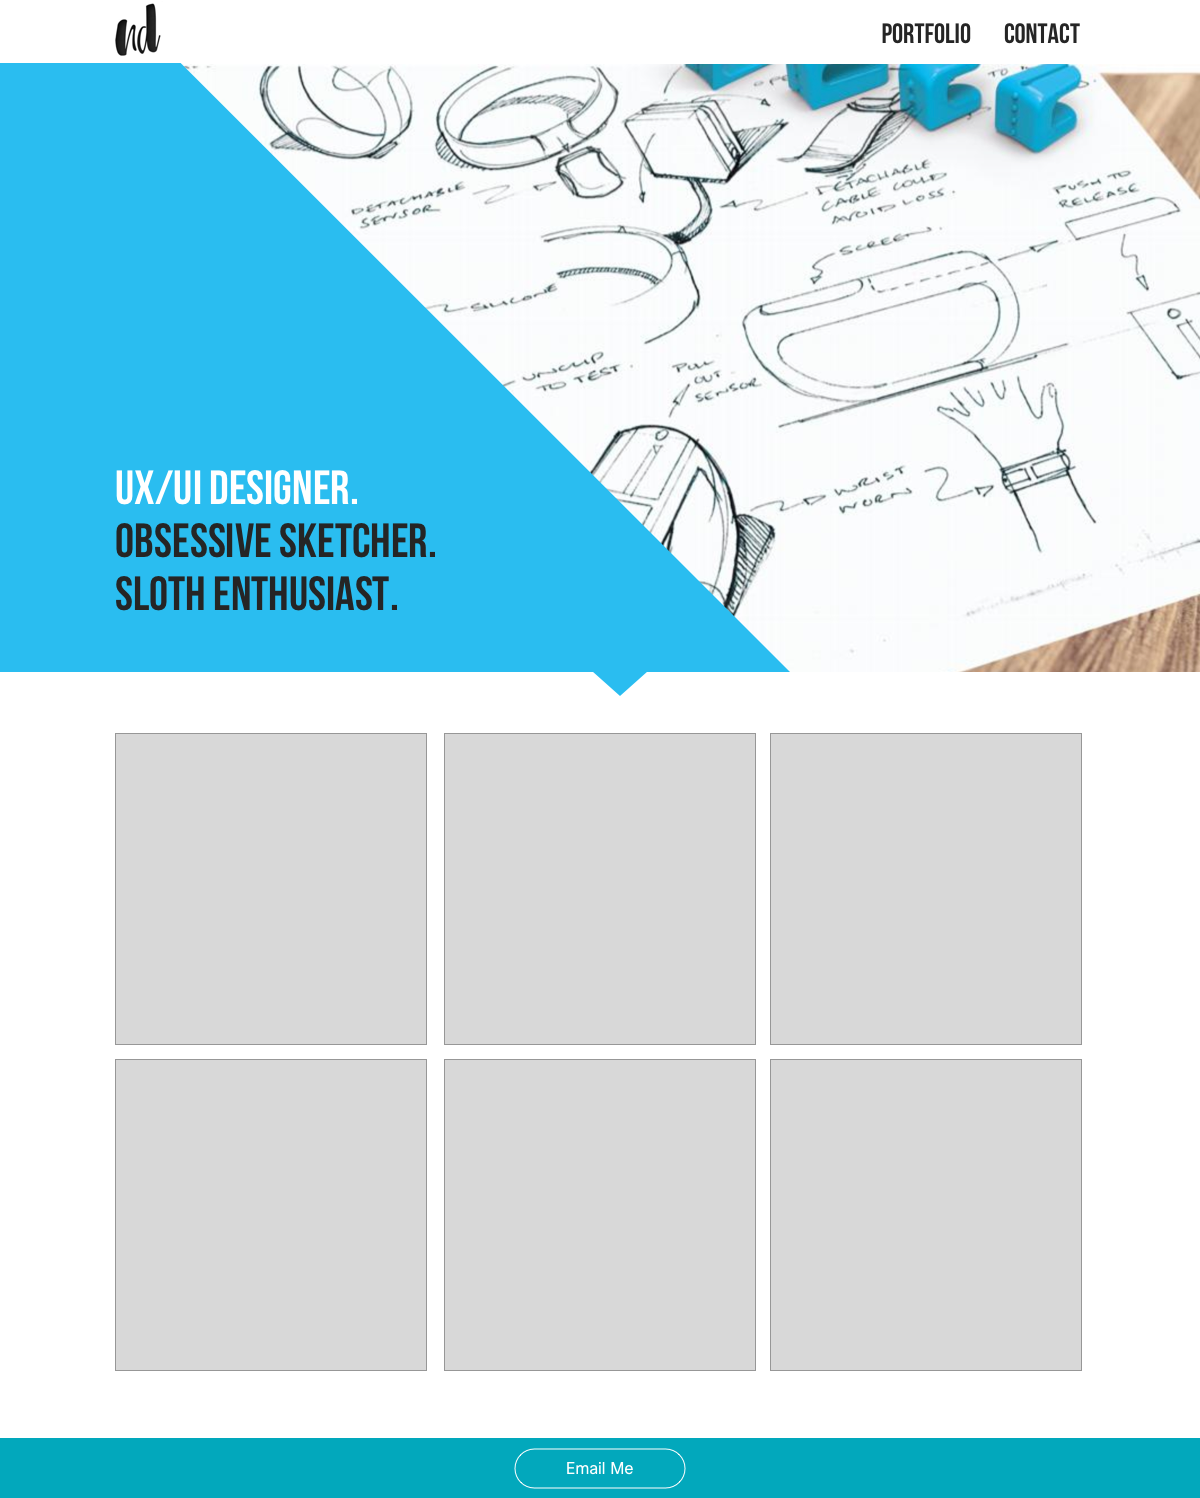 nd
PORTFOLIO CONTACT
DETACHABLE
SENSOR
DETACHABLE
CABLE COULD
AVOID LOSS.
PUSH TO
RELEASE
SCREEN.
SILICONE
UNCLIP
TO TEST.
PULL
OUT
SENSOR
WRIST
WORN
UX/UI DESIGNER.
OBSESSIVE SKETCHER.
SLOTH ENTHUSIAST.
Email Me